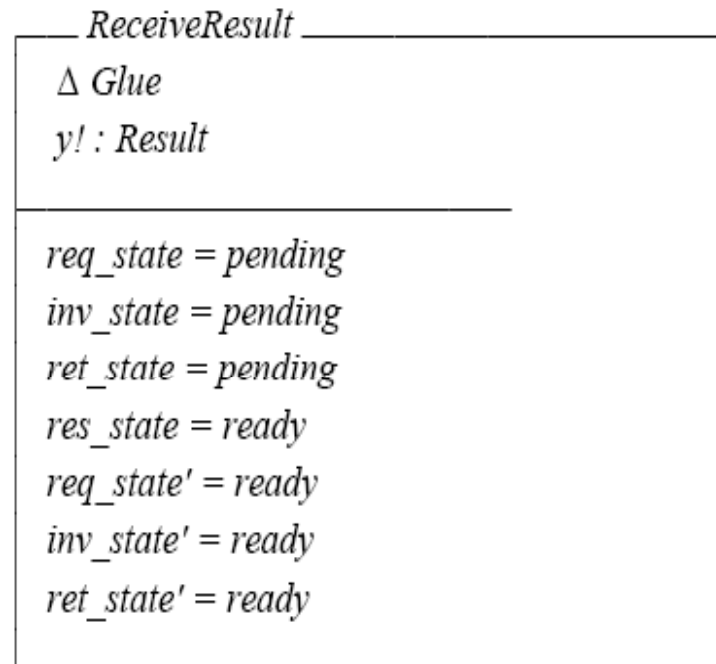 ReceiveResult
Δ Glue
y! : Result
req_state = pending
inv_state = pending
ret_state = pending
res_state = ready
req_state' = ready
inv_state' = ready
ret_state' = ready